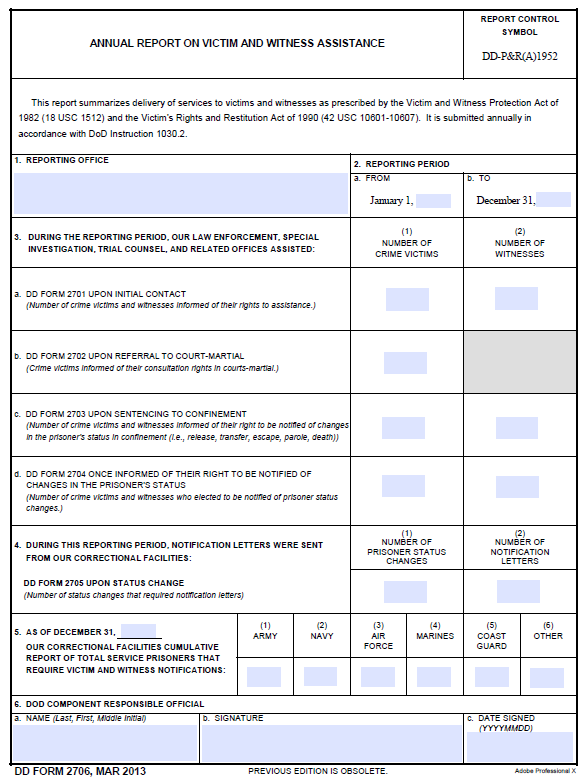 ANNUAL REPORT ON VICTIM AND WITNESS ASSISTANCE
REPORT CONTROL
SYMBOL
DD-P&R(A)1952
This report summarizes delivery of services to victims and witnesses as prescribed by the Victim and Witness Protection Act of
1982 (18 USC 1512) and the Victim's Rights and Restitution Act of 1990 (42 USC 10601-10607). It is submitted annually in
accordance with DoD Instruction 1030.2.
1. REPORTING OFFICE
2. REPORTING PERIOD
a. FROM
January 1,
b. TO
December 31,
3. DURING THE REPORTING PERIOD, OUR LAW ENFORCEMENT, SPECIAL
INVESTIGATION, TRIAL COUNSEL, AND RELATED OFFICES ASSISTED:
(1)
NUMBER OF
CRIME VICTIMS
(2)
NUMBER OF
WITNESSES
a. DD FORM 2701 UPON INITIAL CONTACT
(Number of crime victims and witnesses informed of their rights to assistance.)
b. DD FORM 2702 UPON REFERRAL TO COURT-MARTIAL
(Crime victims informed of their consultation rights in courts-martial.)
c. DD FORM 2703 UPON SENTENCING TO CONFINEMENT
(Number of crime victims and witnesses informed of their right to be notified of changes
in the prisoner's status in confinement (i.e., release, transfer, escape, parole, death))
d. DD FORM 2704 ONCE INFORMED OF THEIR RIGHT TO BE NOTIFIED OF
CHANGES IN THE PRISONER'S STATUS
(Number of crime victims and witnesses who elected to be notified of prisoner status
changes.)
4. DURING THIS REPORTING PERIOD, NOTIFICATION LETTERS WERE SENT
FROM OUR CORRECTIONAL FACILITIES:
DD FORM 2705 UPON STATUS CHANGE
(Number of status changes that required notification letters)
(1)
NUMBER OF
PRISONER STATUS
CHANGES
(2)
NUMBER OF
NOTIFICATION
LETTERS
5. AS OF DECEMBER 31,
OUR CORRECTIONAL FACILITIES CUMULATIVE
REPORT OF TOTAL SERVICE PRISONERS THAT
REQUIRE VICTIM AND WITNESS NOTIFICATIONS:
(1)
ARMY
(2)
NAVY
(3)
AIR
FORCE
(4)
MARINES
(5)
COAST
GUARD
(6)
OTHER
6. DOD COMPONENT RESPONSIBLE OFFICIAL
a. NAME (Last, First, Middle Initial)
b. SIGNATURE
c. DATE SIGNED
(YYYYMMDD)
DD FORM 2706, MAR 2013
PREVIOUS EDITION IS OBSOLETE.
Adobe Professional X